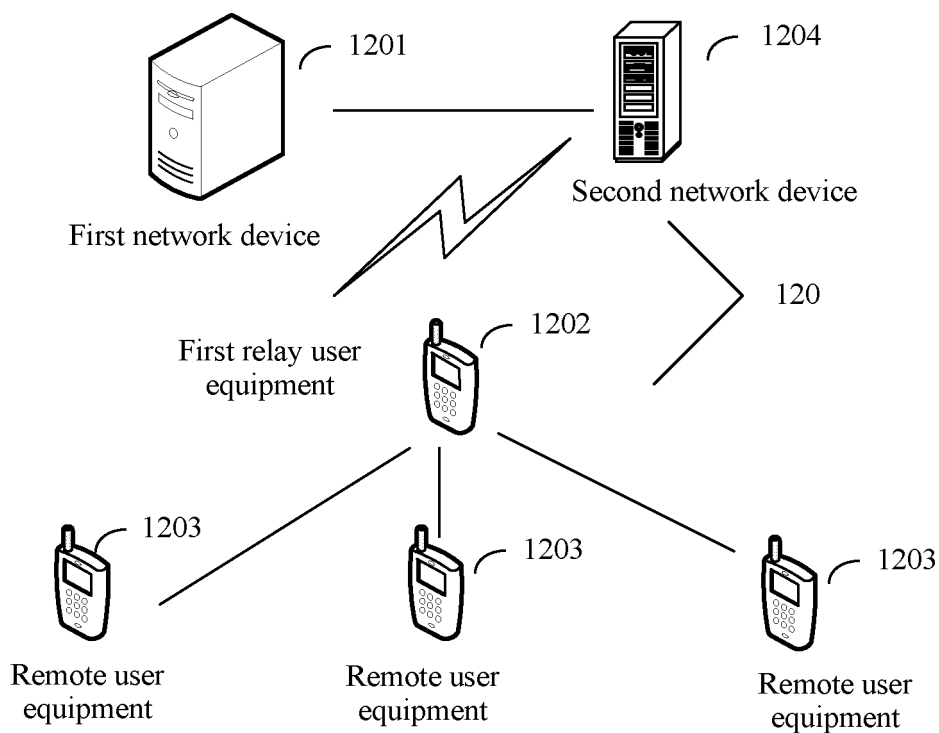 1201
1204
First network device
Second network device
120
1202
First relay user
equipment
1203
1203
1203
Remote user
equipment
Remote user
equipment
Remote user
equipment